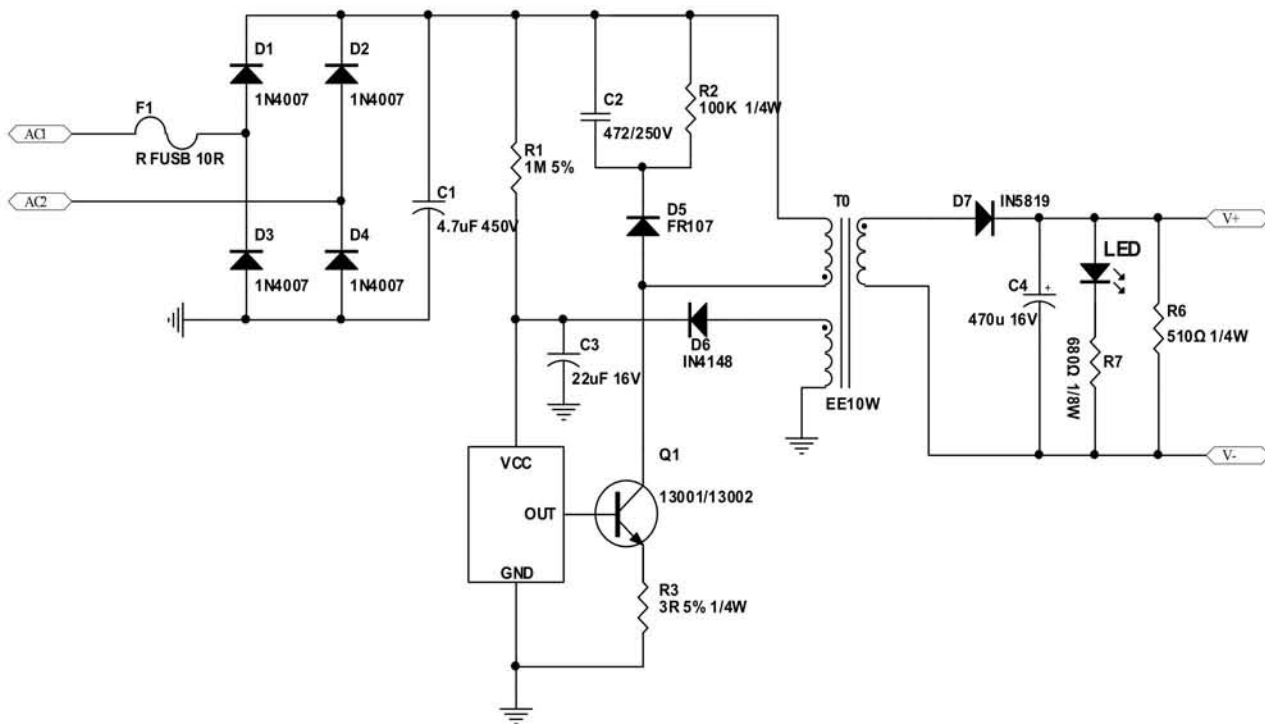 D1
1N4007
D2
1N4007
F1
R FUSB 10R
AC1
AC2
D3
1N4007
D4
1N4007
C1
4.7uF 450V
R1
1M 5%
C2
472/250V
R2
100K 1/4W
D5
FR107
D6
IN4148
C3
22uF 16V
T0
EE10W
D7
IN5819
LED
C4
+
470u 16V
R7
680Ω 1/8W
R6
510Ω 1/4W
V+
V-
VCC
OUT
GND
Q1
13001/13002
R3
3R 5% 1/4W